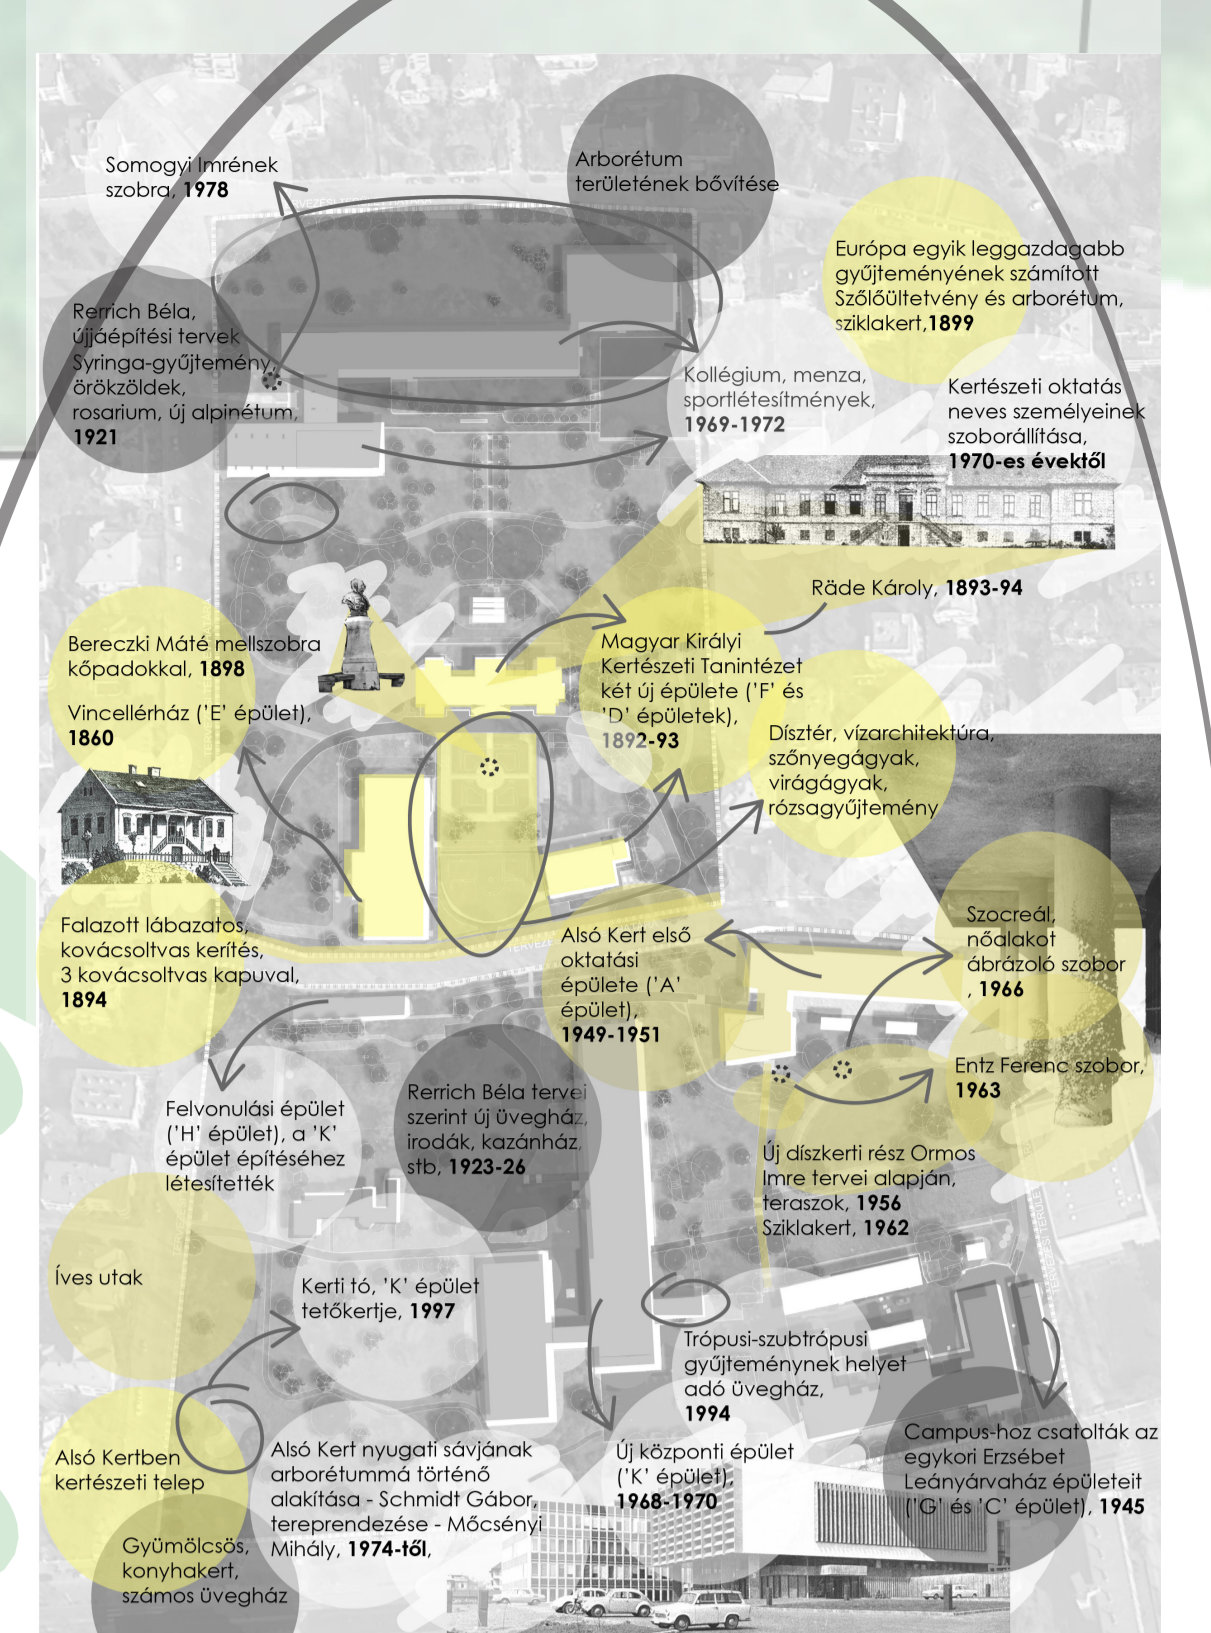 Somogyi Imrének
szobra, 1978
Arborétum
területének bővítése
Európa egyik leggazdagabb
gyűjteményének számított
Szőlőültetvény és arborétum,
sziklakert,1899
Rerrich Béla,
újjáépítési tervek
Syringa-gyűjtemény,
örökzöldek,
rosarium, új alpinétum,
1921
Kollégium, menza,
sportlétesítmények,
1969-1972
Kertészeti oktatás
neves személyeinek
szoborállítása,
1970-es évektől
Räde Károly, 1893-94
Bereczki Máté mellszobra
kőpadokkal, 1898
Vincellérház ('E' épület),
1860
Magyar Királyi
Kertészeti Tanintézet
két új épülete ('F' és
'D' épületek),
1892-93
Dísztér, vízarchitektúra,
szőnyegágyak,
virágágyak,
rózsagyűjtemény
Falazott lábazatos,
kovácsoltvas kerítés,
3 kovácsoltvas kapuval,
1894
Alsó Kert első
oktatási
épülete ('A'
épület),
1949-1951
Szocreál,
nőalakot
ábrázoló szobor
, 1966
Entz Ferenc szobor,
1963
Felvonulási épület
('H' épület), a 'K'
épület építéséhez
létesítették
Rerrich Béla tervei
szerint új üvegház,
irodák, kazánház,
stb, 1923-26
Új díszkerti rész Ormos
Imre tervei alapján,
teraszok, 1956
Sziklakert, 1962
TERVEZÉSI TERÜLET
Íves utak
Kerti tó, 'K' épület
tetőkertje, 1997
Trópusi-szubtrópusi
gyűjteménynek helyet
adó üvegház,
1994
Alsó Kertben
kertészeti telep
Alsó Kert nyugati sávjának
arborétummá történő
alakítása - Schmidt Gábor,
tereprendezése - Mőcsényi
Mihály, 1974-től,
Új központi épület
('K' épület),
1968-1970
Campus-hoz csatolták az
egykori Erzsébet
Leányárvaház épületeit
('G' és 'C' épület), 1945
Gyümölcsös,
konyhakert,
számos üvegház